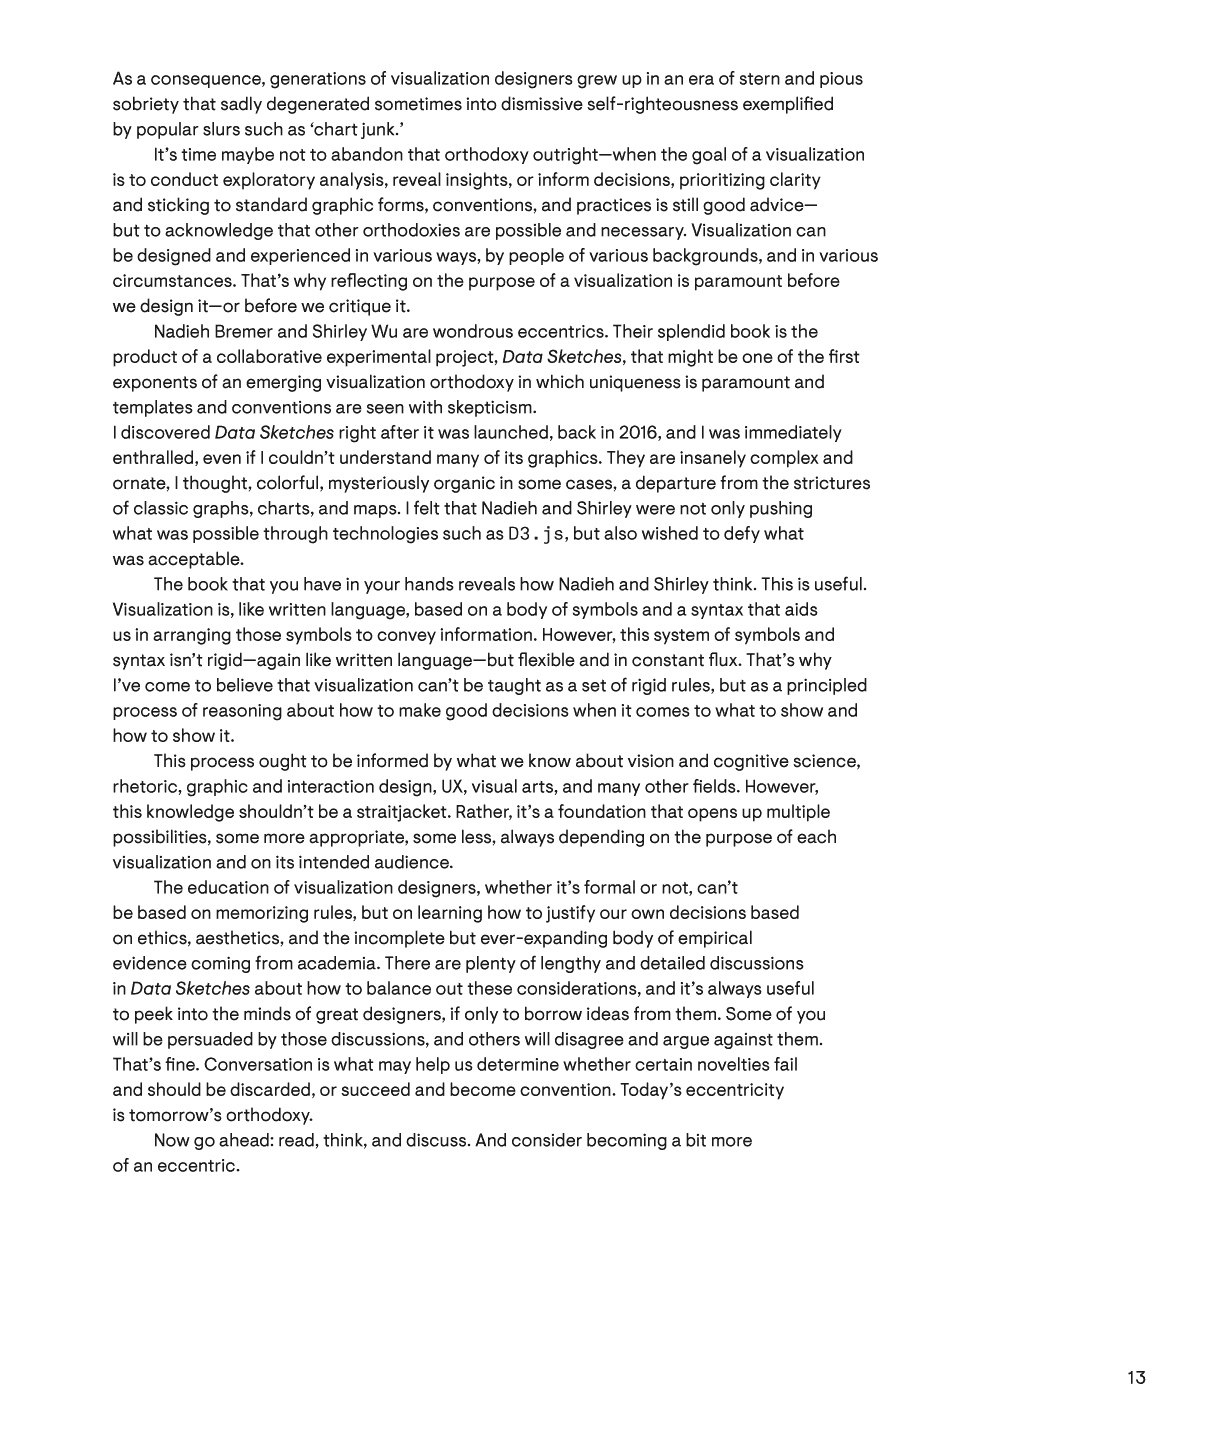 As a consequence, generations of visualization designers grew up in an era of stern and pious
sobriety that sadly degenerated sometimes into dismissive self-righteousness exemplified
by popular slurs such as ‘chart junk.’
It’s time maybe not to abandon that orthodoxy outright—when the goal of a visualization
is to conduct exploratory analysis, reveal insights, or inform decisions, prioritizing clarity
and sticking to standard graphic forms, conventions, and practices is still good advice—
but to acknowledge that other orthodoxies are possible and necessary. Visualization can
be designed and experienced in various ways, by people of various backgrounds, and in various
circumstances. That’s why reflecting on the purpose of a visualization is paramount before
we design it—or before we critique it.
Nadieh Bremer and Shirley Wu are wondrous eccentrics. Their splendid book is the
product of a collaborative experimental project, Data Sketches, that might be one of the first
exponents of an emerging visualization orthodoxy in which uniqueness is paramount and
templates and conventions are seen with skepticism.
I discovered Data Sketches right after it was launched, back in 2016, and I was immediately
enthralled, even if I couldn’t understand many of its graphics. They are insanely complex and
ornate, I thought, colorful, mysteriously organic in some cases, a departure from the strictures
of classic graphs, charts, and maps. I felt that Nadieh and Shirley were not only pushing
what was possible through technologies such as D3.js, but also wished to defy what
was acceptable.
The book that you have in your hands reveals how Nadieh and Shirley think. This is useful.
Visualization is, like written language, based on a body of symbols and a syntax that aids
us in arranging those symbols to convey information. However, this system of symbols and
syntax isn’t rigid—again like written language—but flexible and in constant flux. That’s why
I’ve come to believe that visualization can’t be taught as a set of rigid rules, but as a principled
process of reasoning about how to make good decisions when it comes to what to show and
how to show it.
This process ought to be informed by what we know about vision and cognitive science,
rhetoric, graphic and interaction design, UX, visual arts, and many other fields. However,
this knowledge shouldn’t be a straitjacket. Rather, it’s a foundation that opens up multiple
possibilities, some more appropriate, some less, always depending on the purpose of each
visualization and on its intended audience.
The education of visualization designers, whether it’s formal or not, can’t
be based on memorizing rules, but on learning how to justify our own decisions based
on ethics, aesthetics, and the incomplete but ever-expanding body of empirical
evidence coming from academia. There are plenty of lengthy and detailed discussions
in Data Sketches about how to balance out these considerations, and it’s always useful
to peek into the minds of great designers, if only to borrow ideas from them. Some of you
will be persuaded by those discussions, and others will disagree and argue against them.
That’s fine. Conversation is what may help us determine whether certain novelties fail
and should be discarded, or succeed and become convention. Today’s eccentricity
is tomorrow’s orthodoxy.
Now go ahead: read, think, and discuss. And consider becoming a bit more
of an eccentric.
13